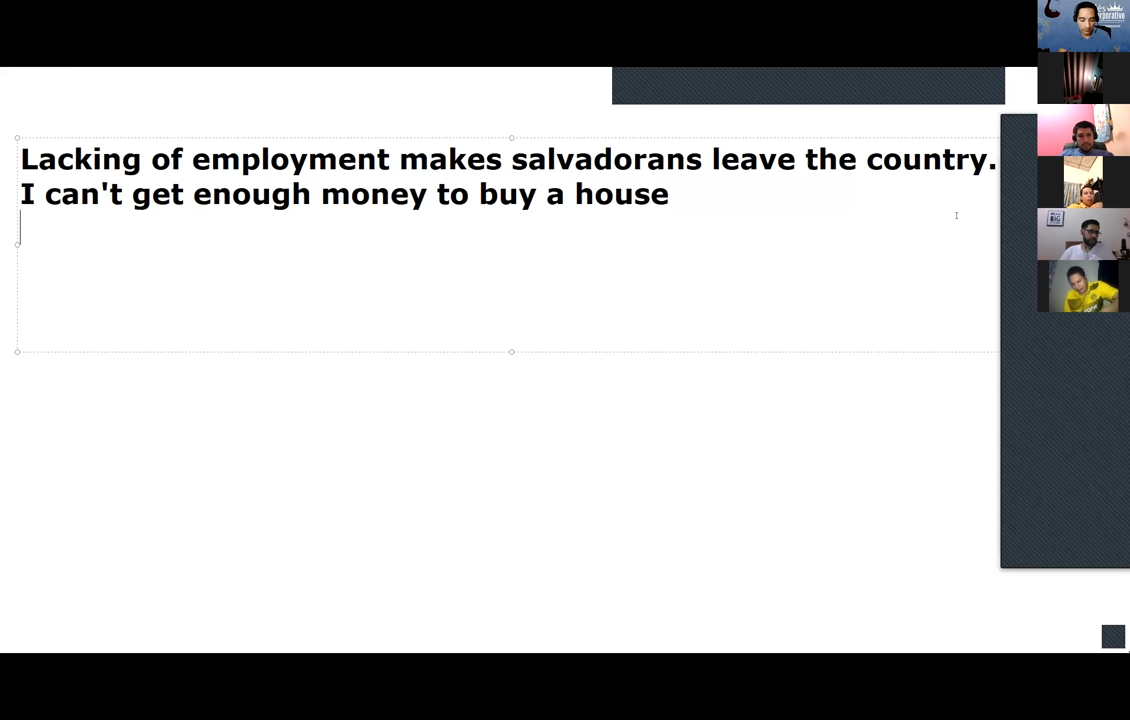 Lacking of employment makes salvadorans leave the country.
I can't get enough money to buy a house